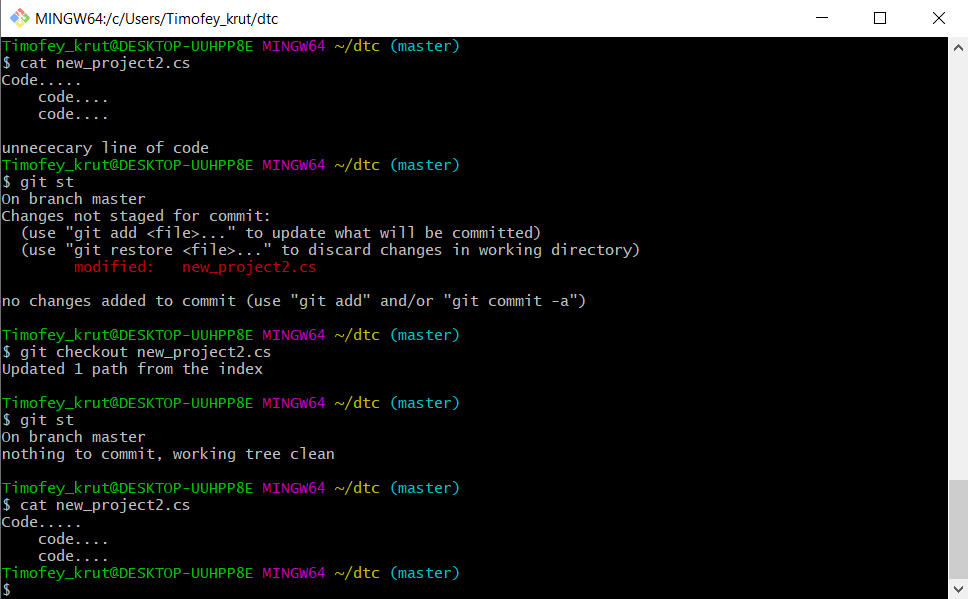 MINGW64:/c/Users/Timofey_krut/dtc
Timofey_krut@DESKTOP-UUHPP8E MINGW64 ~/dtc (master)
$ cat new_project2.cs
Code.....
    code....
    code....

unnececary line of code
Timofey_krut@DESKTOP-UUHPP8E MINGW64 ~/dtc (master)
$ git st
On branch master
Changes not staged for commit:
  (use "git add <file>..." to update what will be committed)
  (use "git restore <file>..." to discard changes in working directory)
        modified:   new_project2.cs

no changes added to commit (use "git add" and/or "git commit -a")

Timofey_krut@DESKTOP-UUHPP8E MINGW64 ~/dtc (master)
$ git checkout new_project2.cs
Updated 1 path from the index

Timofey_krut@DESKTOP-UUHPP8E MINGW64 ~/dtc (master)
$ git st
On branch master
nothing to commit, working tree clean

Timofey_krut@DESKTOP-UUHPP8E MINGW64 ~/dtc (master)
$ cat new_project2.cs
Code.....
    code....
    code....
Timofey_krut@DESKTOP-UUHPP8E MINGW64 ~/dtc (master)
$